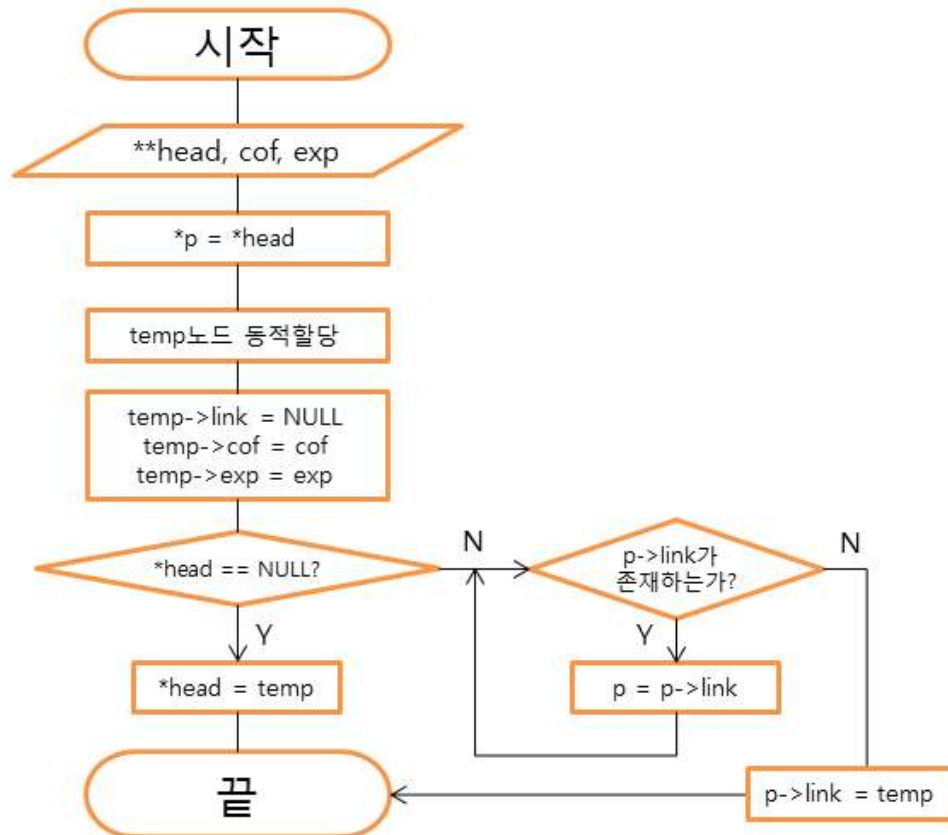 시작
**head, cof, exp
*p = *head
temp노드 동적할당
temp->link = NULL
temp->cof = cof
temp->exp = exp
*head == NULL?
N
p->link가
존재하는가?
N
Y
*head = temp
Y
p = p->link
p->link = temp
끝